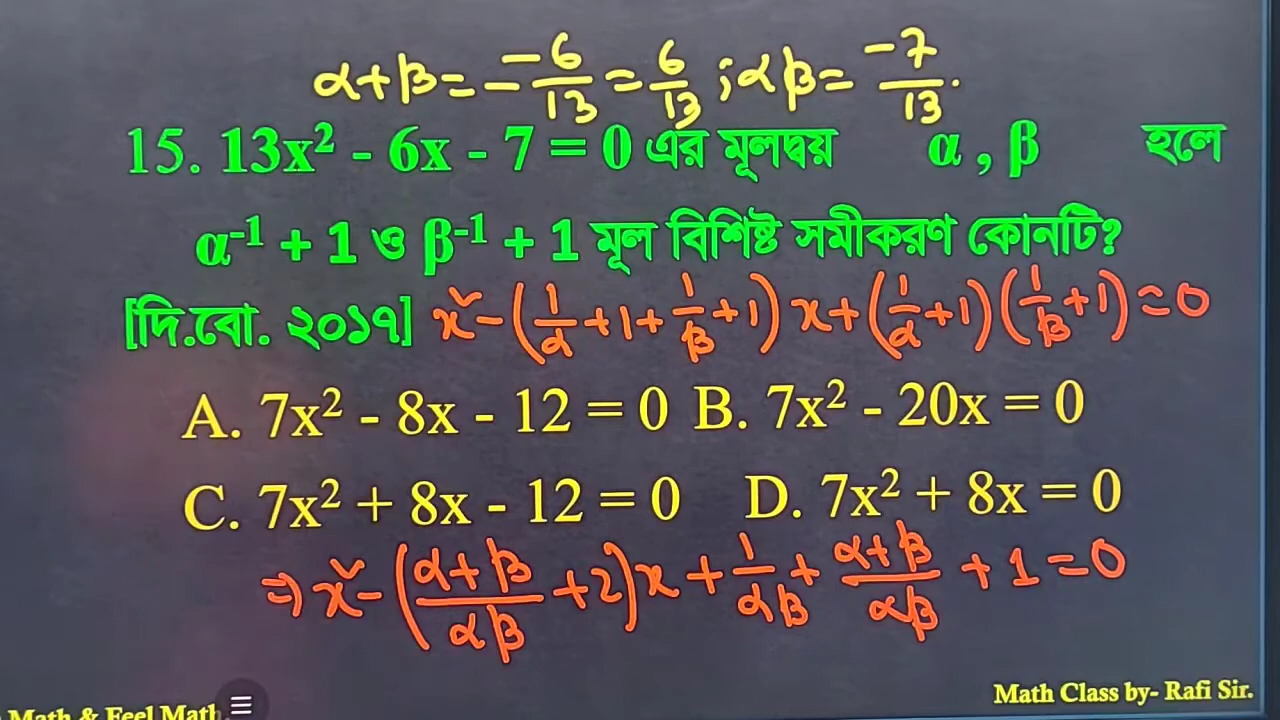 α+β = -(-6/13) = 6/13 ; αβ = -7/13.
15. 13x² - 6x - 7 = 0 এর মূলদ্বয় α , β হলে
α⁻¹ + 1 ও β⁻¹ + 1 মূল বিশিষ্ট সমীকরণ কোনটি?
[দি.বো. ২০১৭] x² - (1/α + 1 + 1/β + 1) x + (1/α + 1) (1/β + 1) = 0
A. 7x² - 8x - 12 = 0 B. 7x² - 20x = 0
C. 7x² + 8x - 12 = 0 D. 7x² + 8x = 0
⇒ x² - ((α+β)/αβ + 2) x + 1/αβ + (α+β)/αβ + 1 = 0
Math & Feel Math.
Math Class by- Rafi Sir.